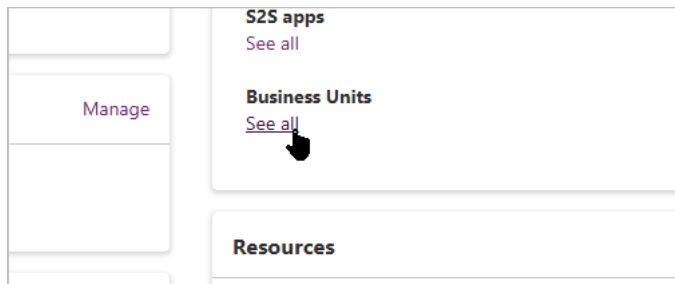 S2S apps
See all
Business Units
Manage
See all
Resources